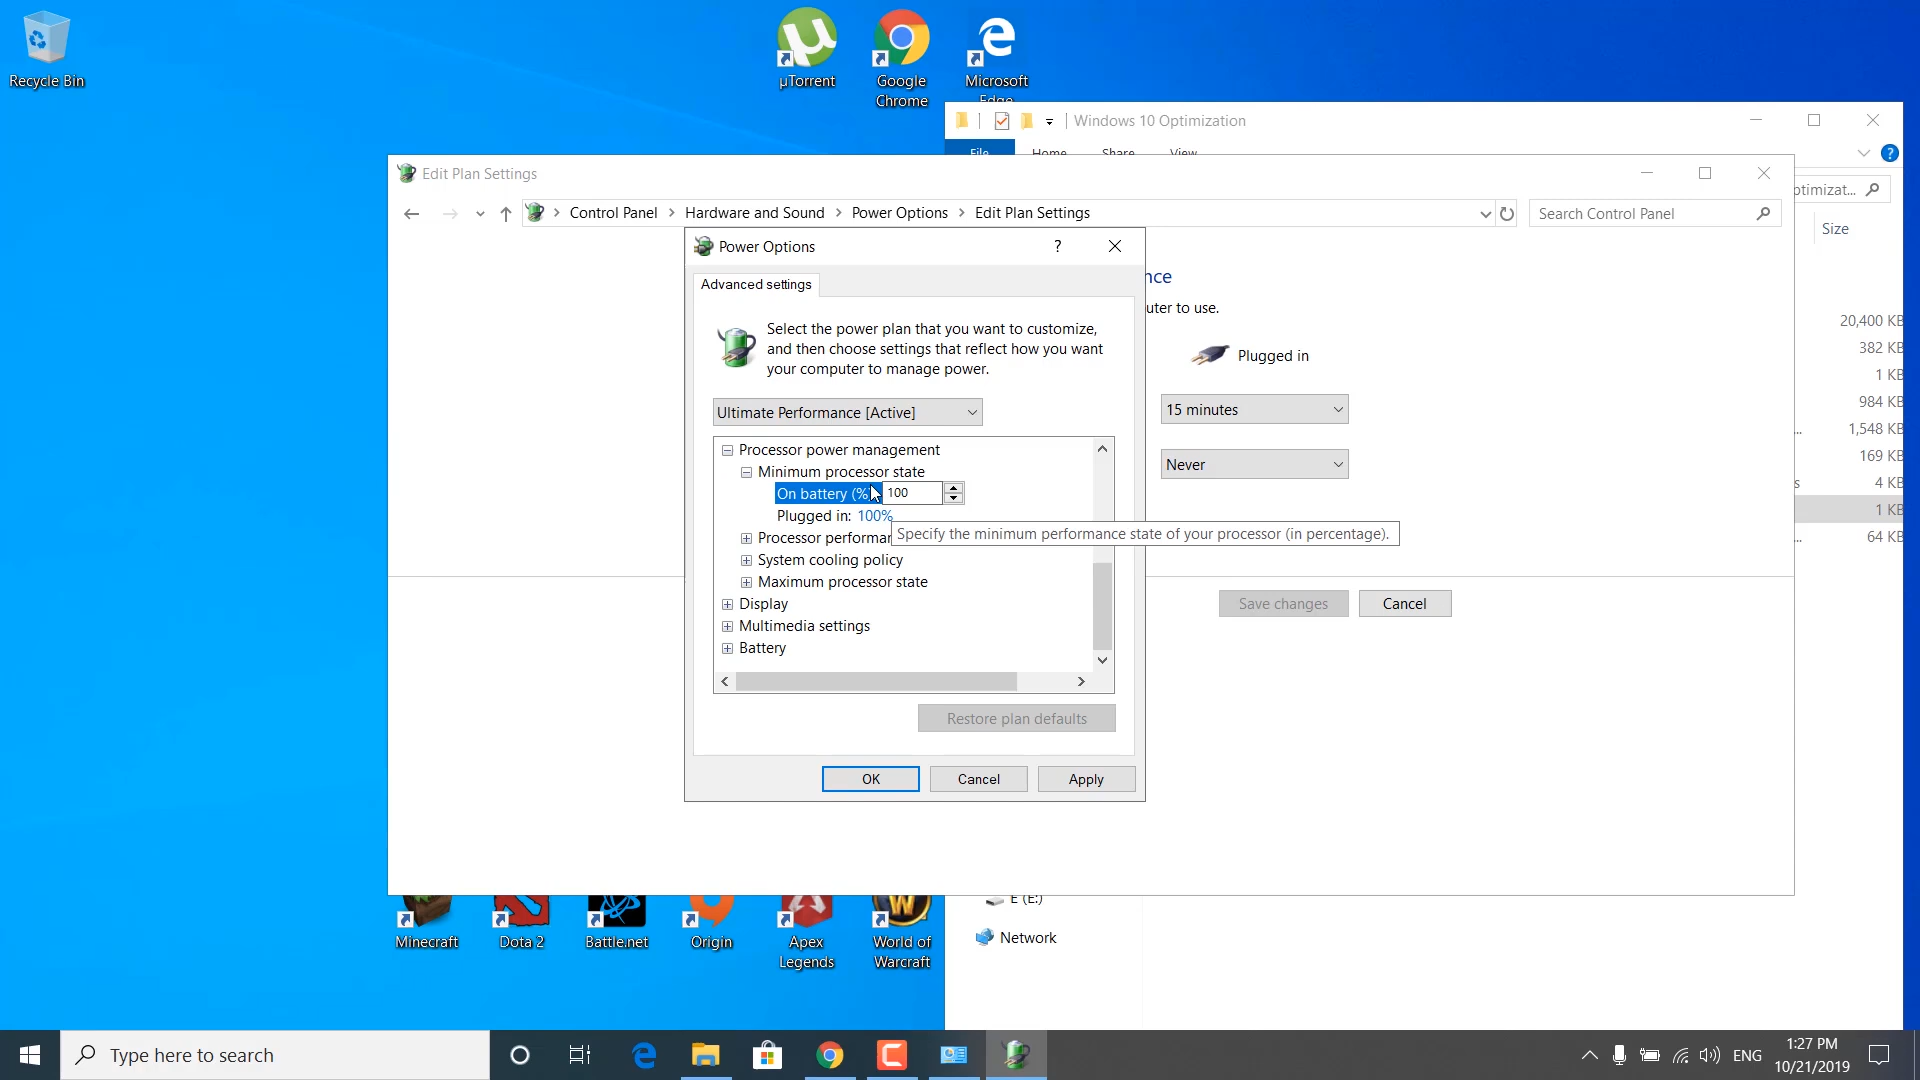 Recycle Bin
µTorrent
Google
Chrome
Microsoft
Edge
Windows 10 Optimization
File
Home
Share
View
Edit Plan Settings
Control Panel
Hardware and Sound
Power Options
Edit Plan Settings
Search Control Panel
ptimizat...
Size
Power Options
Advanced settings
Select the power plan that you want to customize,
and then choose settings that reflect how you want
your computer to manage power.
Ultimate Performance [Active]
Processor power management
Minimum processor state
On battery (%
100
Plugged in: 100%
Specify the minimum performance state of your processor (in percentage).
Processor performan
System cooling policy
Maximum processor state
Display
Multimedia settings
Battery
Restore plan defaults
OK
Cancel
Apply
nce
uter to use.
Plugged in
15 minutes
Never
Save changes
Cancel
20,400 KB
382 KB
1 KB
984 KB
... 1,548 KB
169 KB
s 4 KB
1 KB
... 64 KB
E (E:)
Network
Minecraft
Dota 2
Battle.net
Origin
Apex
Legends
World of
Warcraft
Type here to search
ENG
1:27 PM
10/21/2019